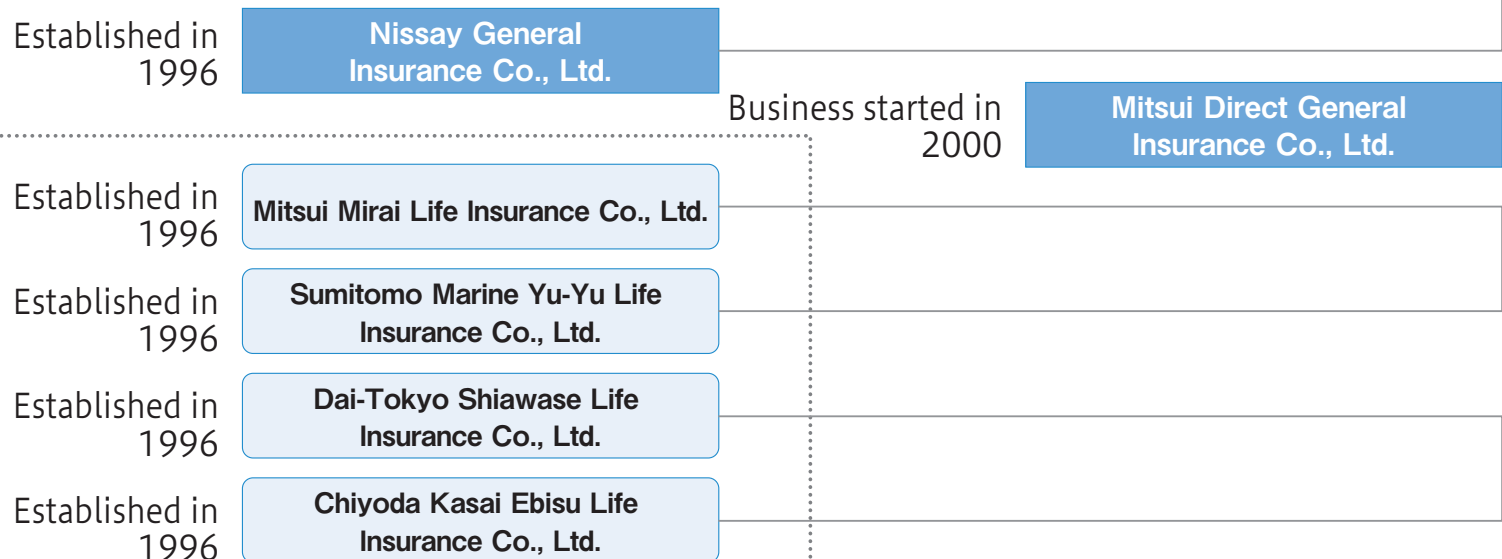 Established in
1996
Nissay General
Insurance Co., Ltd.
Business started in
2000
Mitsui Direct General
Insurance Co., Ltd.
Established in
1996
Mitsui Mirai Life Insurance Co., Ltd.
Established in
1996
Sumitomo Marine Yu-Yu Life
Insurance Co., Ltd.
Established in
1996
Dai-Tokyo Shiawase Life
Insurance Co., Ltd.
Established in
1996
Chiyoda Kasai Ebisu Life
Insurance Co., Ltd.